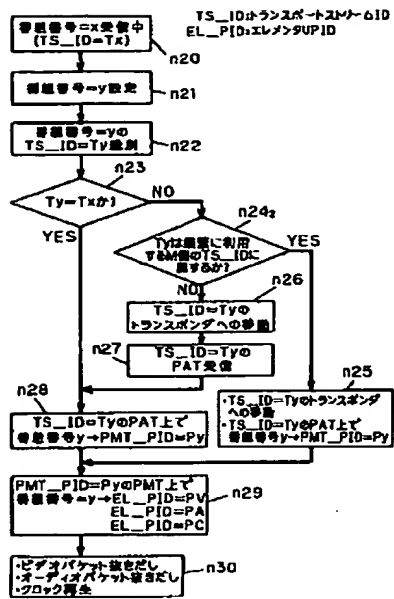 TS_ID:トランスポートストリームID
EL_PID:エレメンタリPID
番組番号=x受信中
(TS_ID=Tx)
n20
番組番号=y設定
n21
番組番号=yの
TS_ID=Ty識別
n22
n23
Ty=Txか?
NO
YES
n24₂
Tyは頻繁に利用
するM個のTS_IDに
属するか?
YES
NO
n26
TS_ID=Tyの
トランスポンダへの移動
n27
TS_ID=Tyの
PAT受信
n28
TS_ID=TyのPAT上で
番組番号y→PMT_PID=Py
n25
・TS_ID=Tyのトランスポンダ
への移動
・TS_ID=TyのPAT上で
番組番号y→PMT_PID=Py
PMT_PID=PyのPMT上で
番組番号=y→EL_PID=PV
EL_PID=PA
EL_PID=PC
n29
・ビデオパケット抜きだし
・オーディオパケット抜きだし
・クロック再生
n30